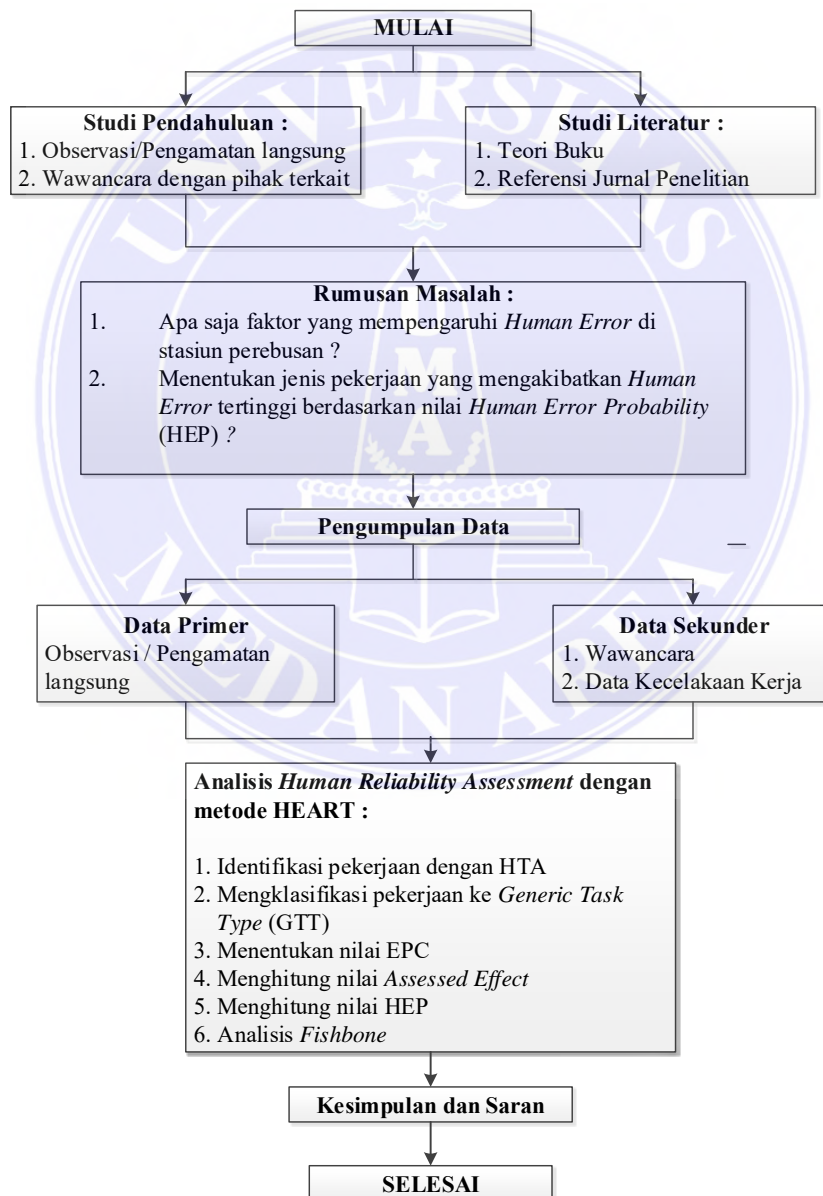 MULAI
Studi Pendahuluan :
1. Observasi/Pengamatan langsung
2. Wawancara dengan pihak terkait
Studi Literatur :
1. Teori Buku
2. Referensi Jurnal Penelitian
Rumusan Masalah :
1. Apa saja faktor yang mempengaruhi Human Error di
stasiun perebusan ?
2. Menentukan jenis pekerjaan yang mengakibatkan Human
Error tertinggi berdasarkan nilai Human Error Probability
(HEP) ?
Pengumpulan Data
Data Primer
Observasi / Pengamatan
langsung
Data Sekunder
1. Wawancara
2. Data Kecelakaan Kerja
Analisis Human Reliability Assessment dengan
metode HEART :
1. Identifikasi pekerjaan dengan HTA
2. Mengklasifikasi pekerjaan ke Generic Task
Type (GTT)
3. Menentukan nilai EPC
4. Menghitung nilai Assessed Effect
5. Menghitung nilai HEP
6. Analisis Fishbone
Kesimpulan dan Saran
SELESAI
UNIVERSITAS
MEDAN AREA
U
M
A